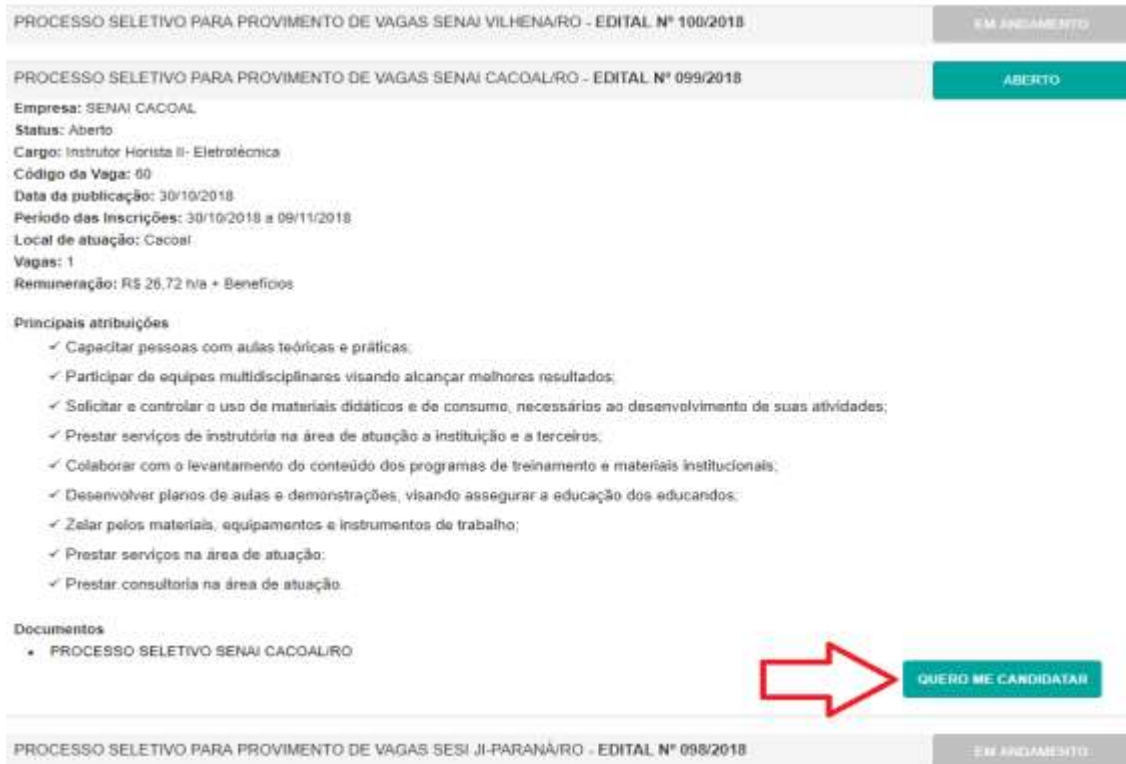 PROCESSO SELETIVO PARA PROVIMENTO DE VAGAS SENAI VILHENA/RO - EDITAL Nº 100/2018
EM ANDAMENTO
PROCESSO SELETIVO PARA PROVIMENTO DE VAGAS SENAI CACOAL/RO - EDITAL Nº 099/2018
ABERTO
Empresa: SENAI CACOAL
Status: Aberto
Cargo: Instrutor Horista II- Eletrotécnica
Código da Vaga: 60
Data da publicação: 30/10/2018
Período das Inscrições: 30/10/2018 a 09/11/2018
Local de atuação: Cacoal
Vagas: 1
Remuneração: R$ 26,72 h/a + Benefícios
Principais atribuições
✓ Capacitar pessoas com aulas teóricas e práticas;
✓ Participar de equipes multidisciplinares visando alcançar melhores resultados;
✓ Solicitar e controlar o uso de materiais didáticos e de consumo, necessários ao desenvolvimento de suas atividades;
✓ Prestar serviços de instrutória na área de atuação a instituição e a terceiros;
✓ Colaborar com o levantamento do conteúdo dos programas de treinamento e materiais institucionais;
✓ Desenvolver planos de aulas e demonstrações, visando assegurar a educação dos educandos;
✓ Zelar pelos materiais, equipamentos e instrumentos de trabalho;
✓ Prestar serviços na área de atuação;
✓ Prestar consultoria na área de atuação.
Documentos
• PROCESSO SELETIVO SENAI CACOAL/RO
QUERO ME CANDIDATAR
PROCESSO SELETIVO PARA PROVIMENTO DE VAGAS SESI JI-PARANÁ/RO - EDITAL Nº 098/2018
EM ANDAMENTO